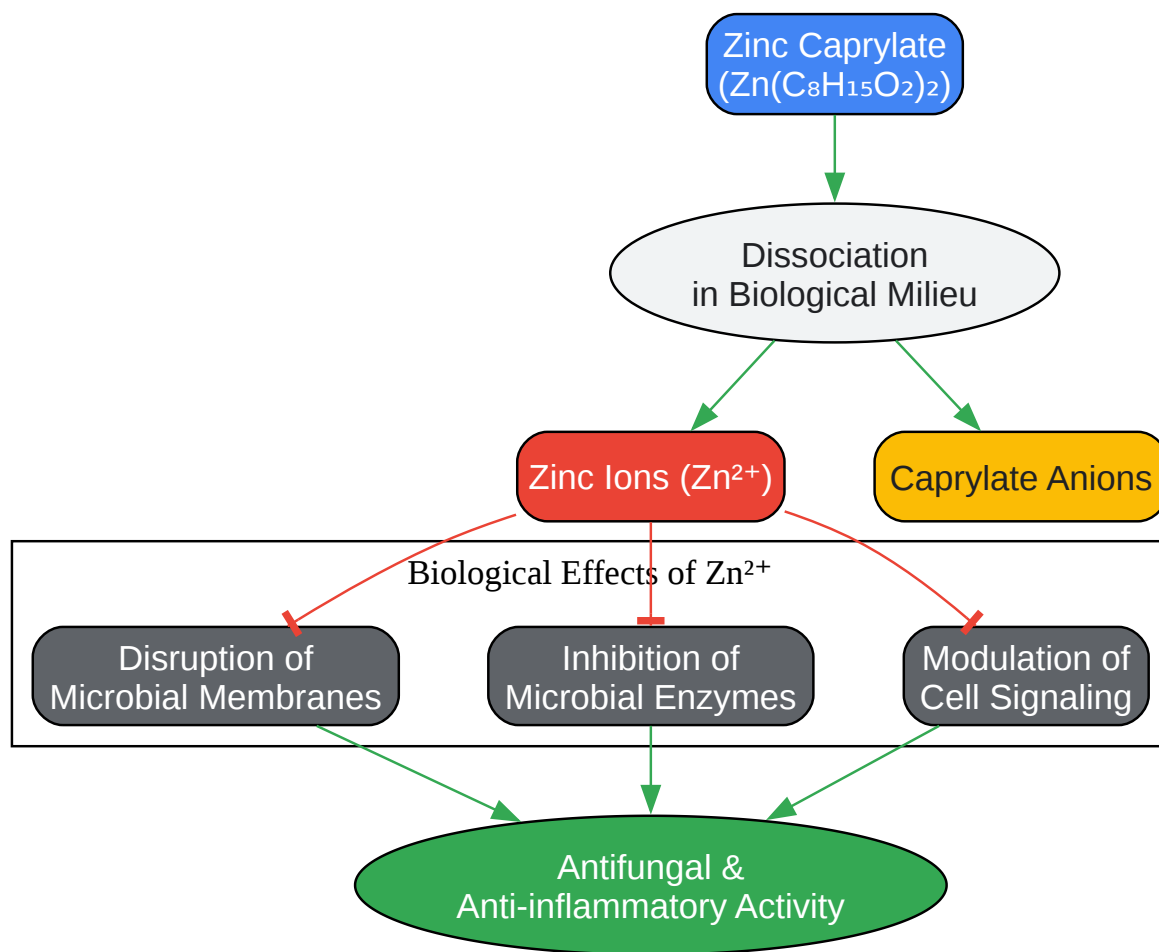 Zinc Caprylate
(Zn(C₈H₁₅O₂)₂)
Dissociation
in Biological Milieu
Zinc Ions (Zn²⁺)
Caprylate Anions
Biological Effects of Zn²⁺
Disruption of
Microbial Membranes
Inhibition of
Microbial Enzymes
Modulation of
Cell Signaling
Antifungal &
Anti-inflammatory Activity